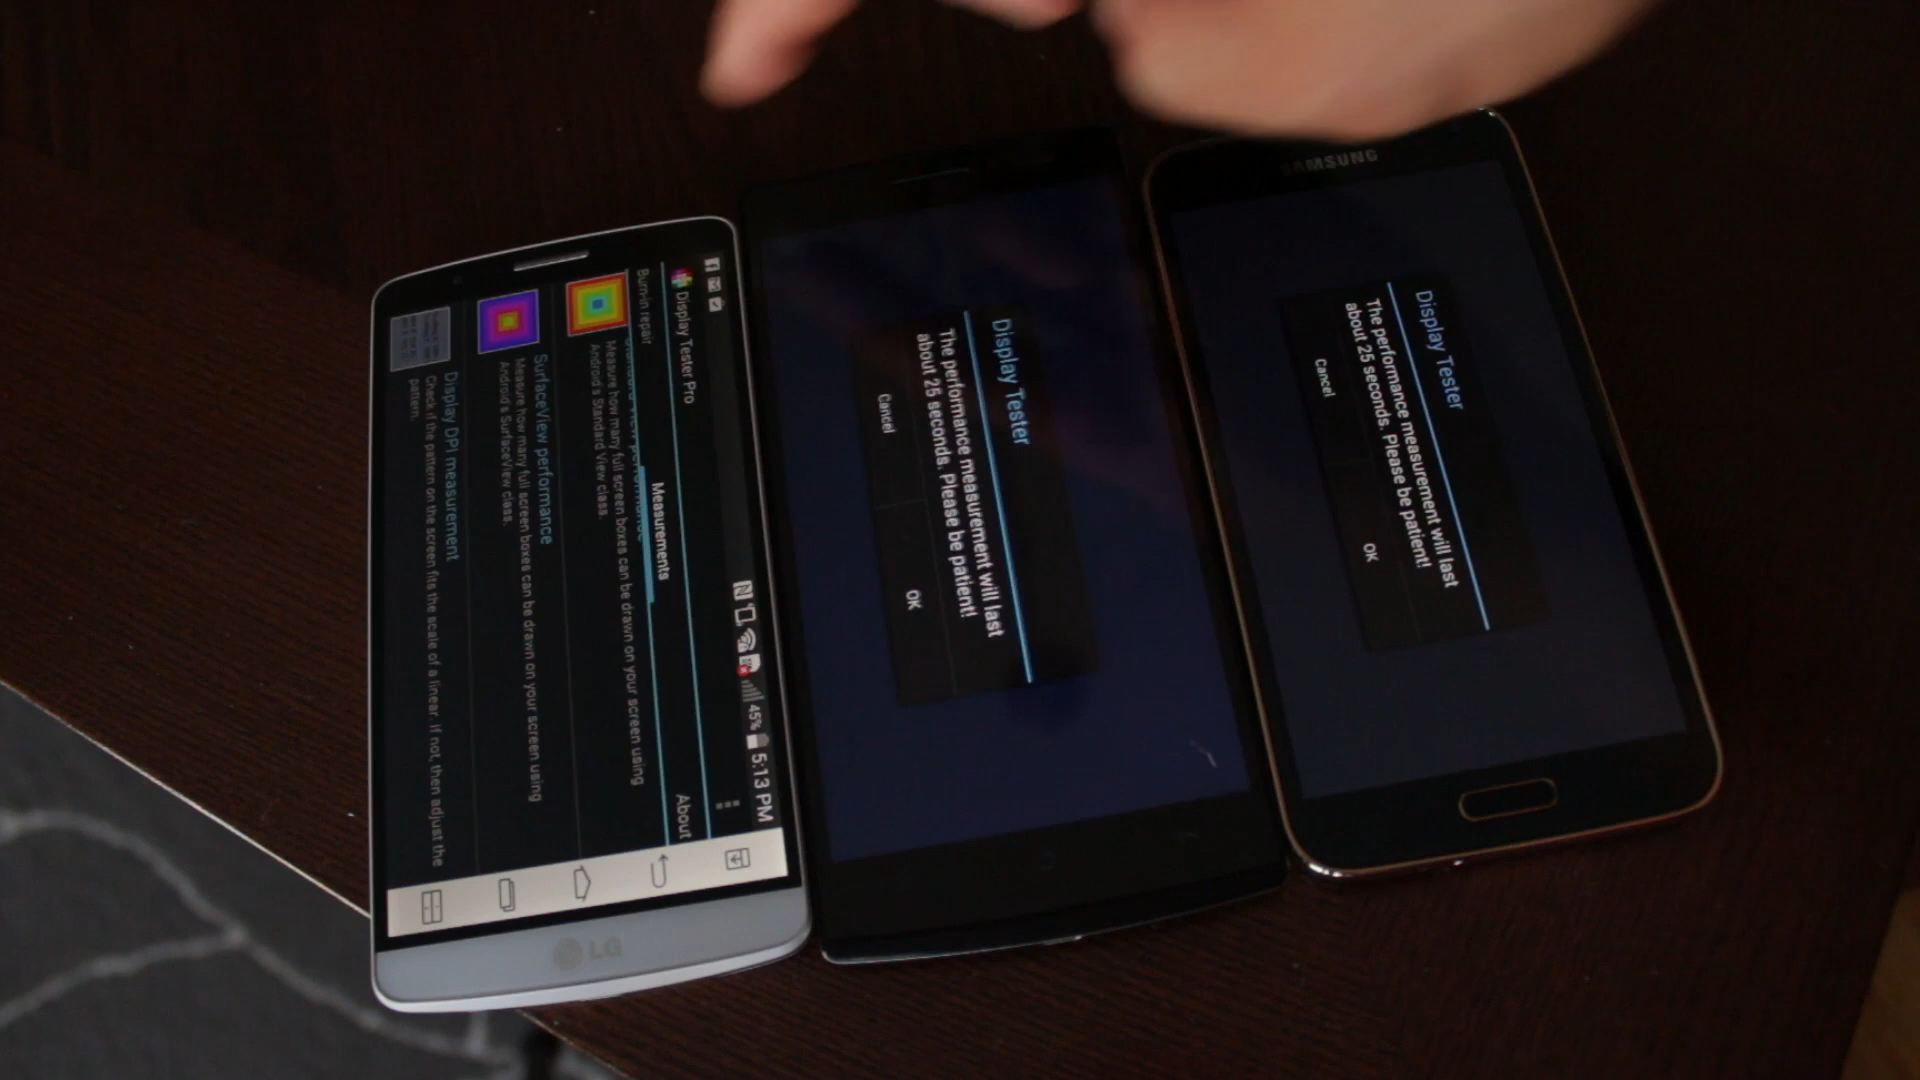 45% 5:13 PM
Display Tester Pro
About
Burn-in repair
Measurements
Standard View performance
Measure how many full screen boxes can be drawn on your screen using
Android's Standard View class.
SurfaceView performance
Measure how many full screen boxes can be drawn on your screen using
Android's SurfaceView class.
Display DPI measurement
Check if the pattern on the screen fits the scale of a linear. If not, then adjust the
pattern.
LG
Display Tester
The performance measurement will last
about 25 seconds. Please be patient!
Cancel
OK
SAMSUNG
Display Tester
The performance measurement will last
about 25 seconds. Please be patient!
Cancel
OK